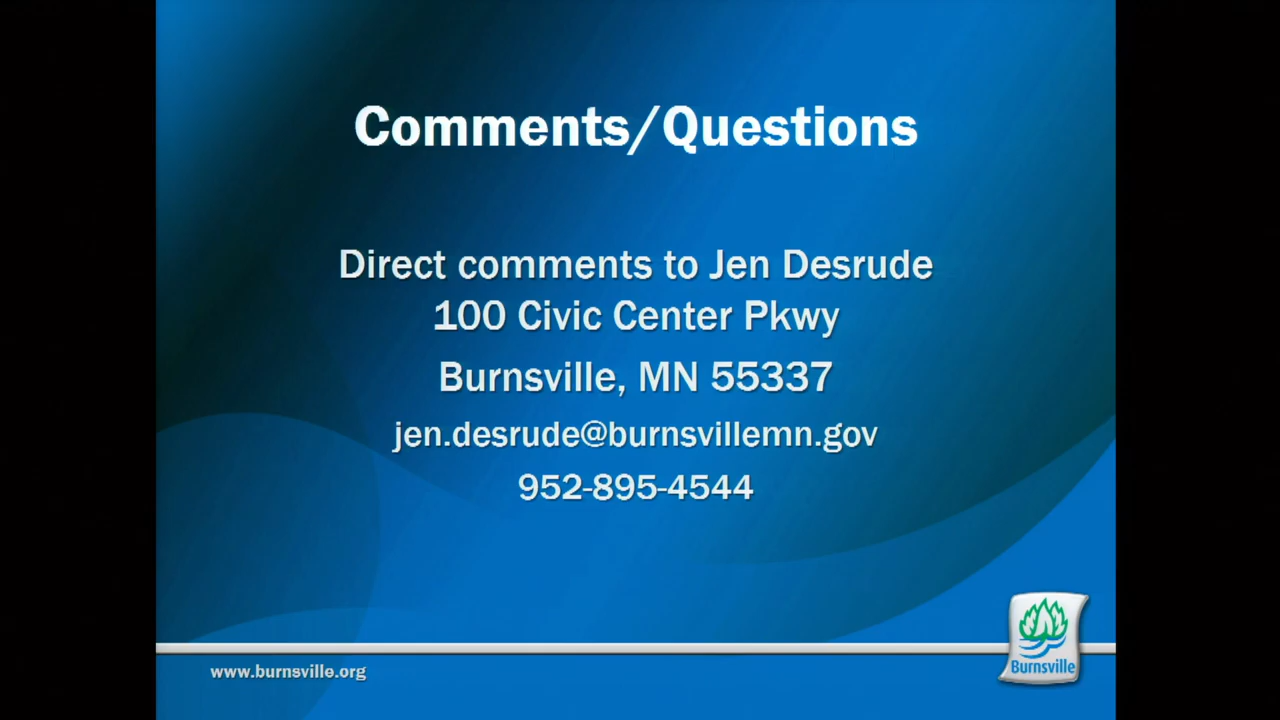 Comments/Questions
Direct comments to Jen Desrude
100 Civic Center Pkwy
Burnsville, MN 55337
jen.desrude@burnsvillemn.gov
952-895-4544
www.burnsville.org
Burnsville